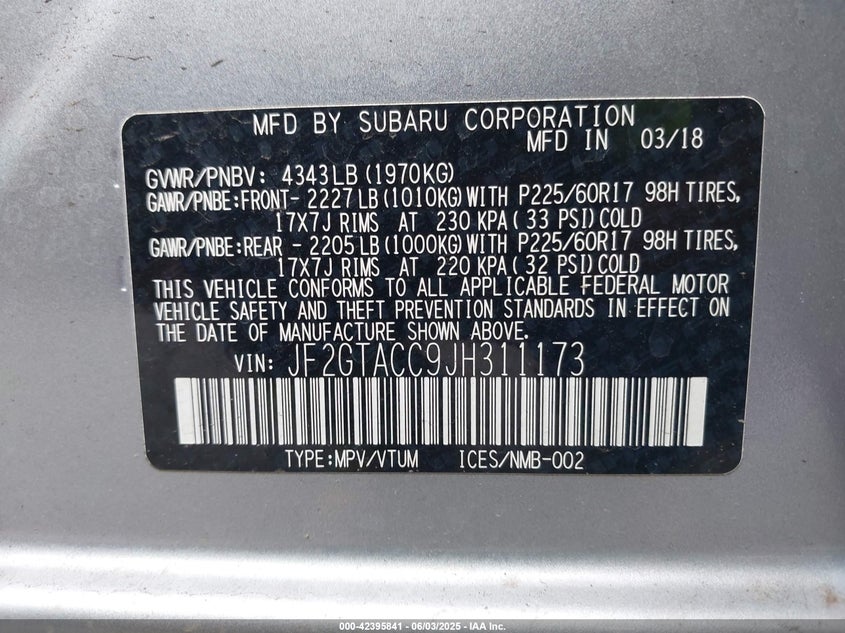 MFD BY SUBARU CORPORATION
MFD IN 03/18
GVWR/PNBV: 4343LB(1970KG)
GAWR/PNBE:FRONT- 2227LB(1010KG)WITH P225/60R17 98H TIRES,
17X7J RIMS AT 230 KPA( 33 PSI)COLD
GAWR/PNBE:REAR - 2205LB(1000KG)WITH P225/60R17 98H TIRES,
17X7J RIMS AT 220 KPA( 32 PSI)COLD
THIS VEHICLE CONFORMS TO ALL APPLICABLE FEDERAL MOTOR
VEHICLE SAFETY AND THEFT PREVENTION STANDARDS IN EFFECT ON
THE DATE OF MANUFACTURE SHOWN ABOVE.
VIN: JF2GTACC9JH311173
TYPE:MPV/VTUM ICES/NMB-002
000-42395841 - 06/03/2025 - IAA Inc.